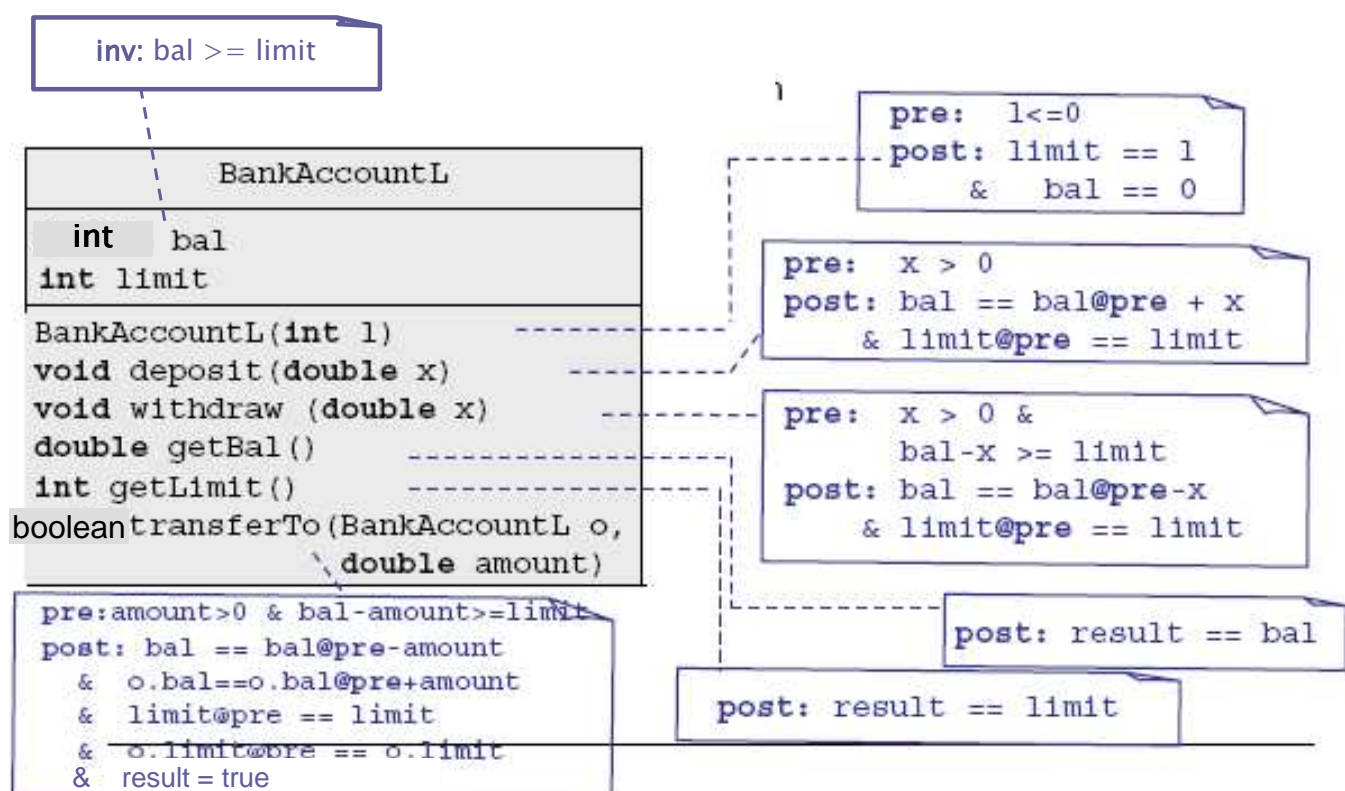 inv: bal >= limit
BankAccountL
int bal
int limit
BankAccountL(int l)
void deposit(double x)
void withdraw (double x)
double getBal()
int getLimit()
boolean transferTo(BankAccountL o,
double amount)
pre: l<=0
post: limit == l
& bal == 0
pre: x > 0
post: bal == bal@pre + x
& limit@pre == limit
pre: x > 0 &
bal-x >= limit
post: bal == bal@pre-x
& limit@pre == limit
post: result == bal
post: result == limit
pre:amount>0 & bal-amount>=limit
post: bal == bal@pre-amount
& o.bal==o.bal@pre+amount
& limit@pre == limit
& o.limit@pre == o.limit
& result = true